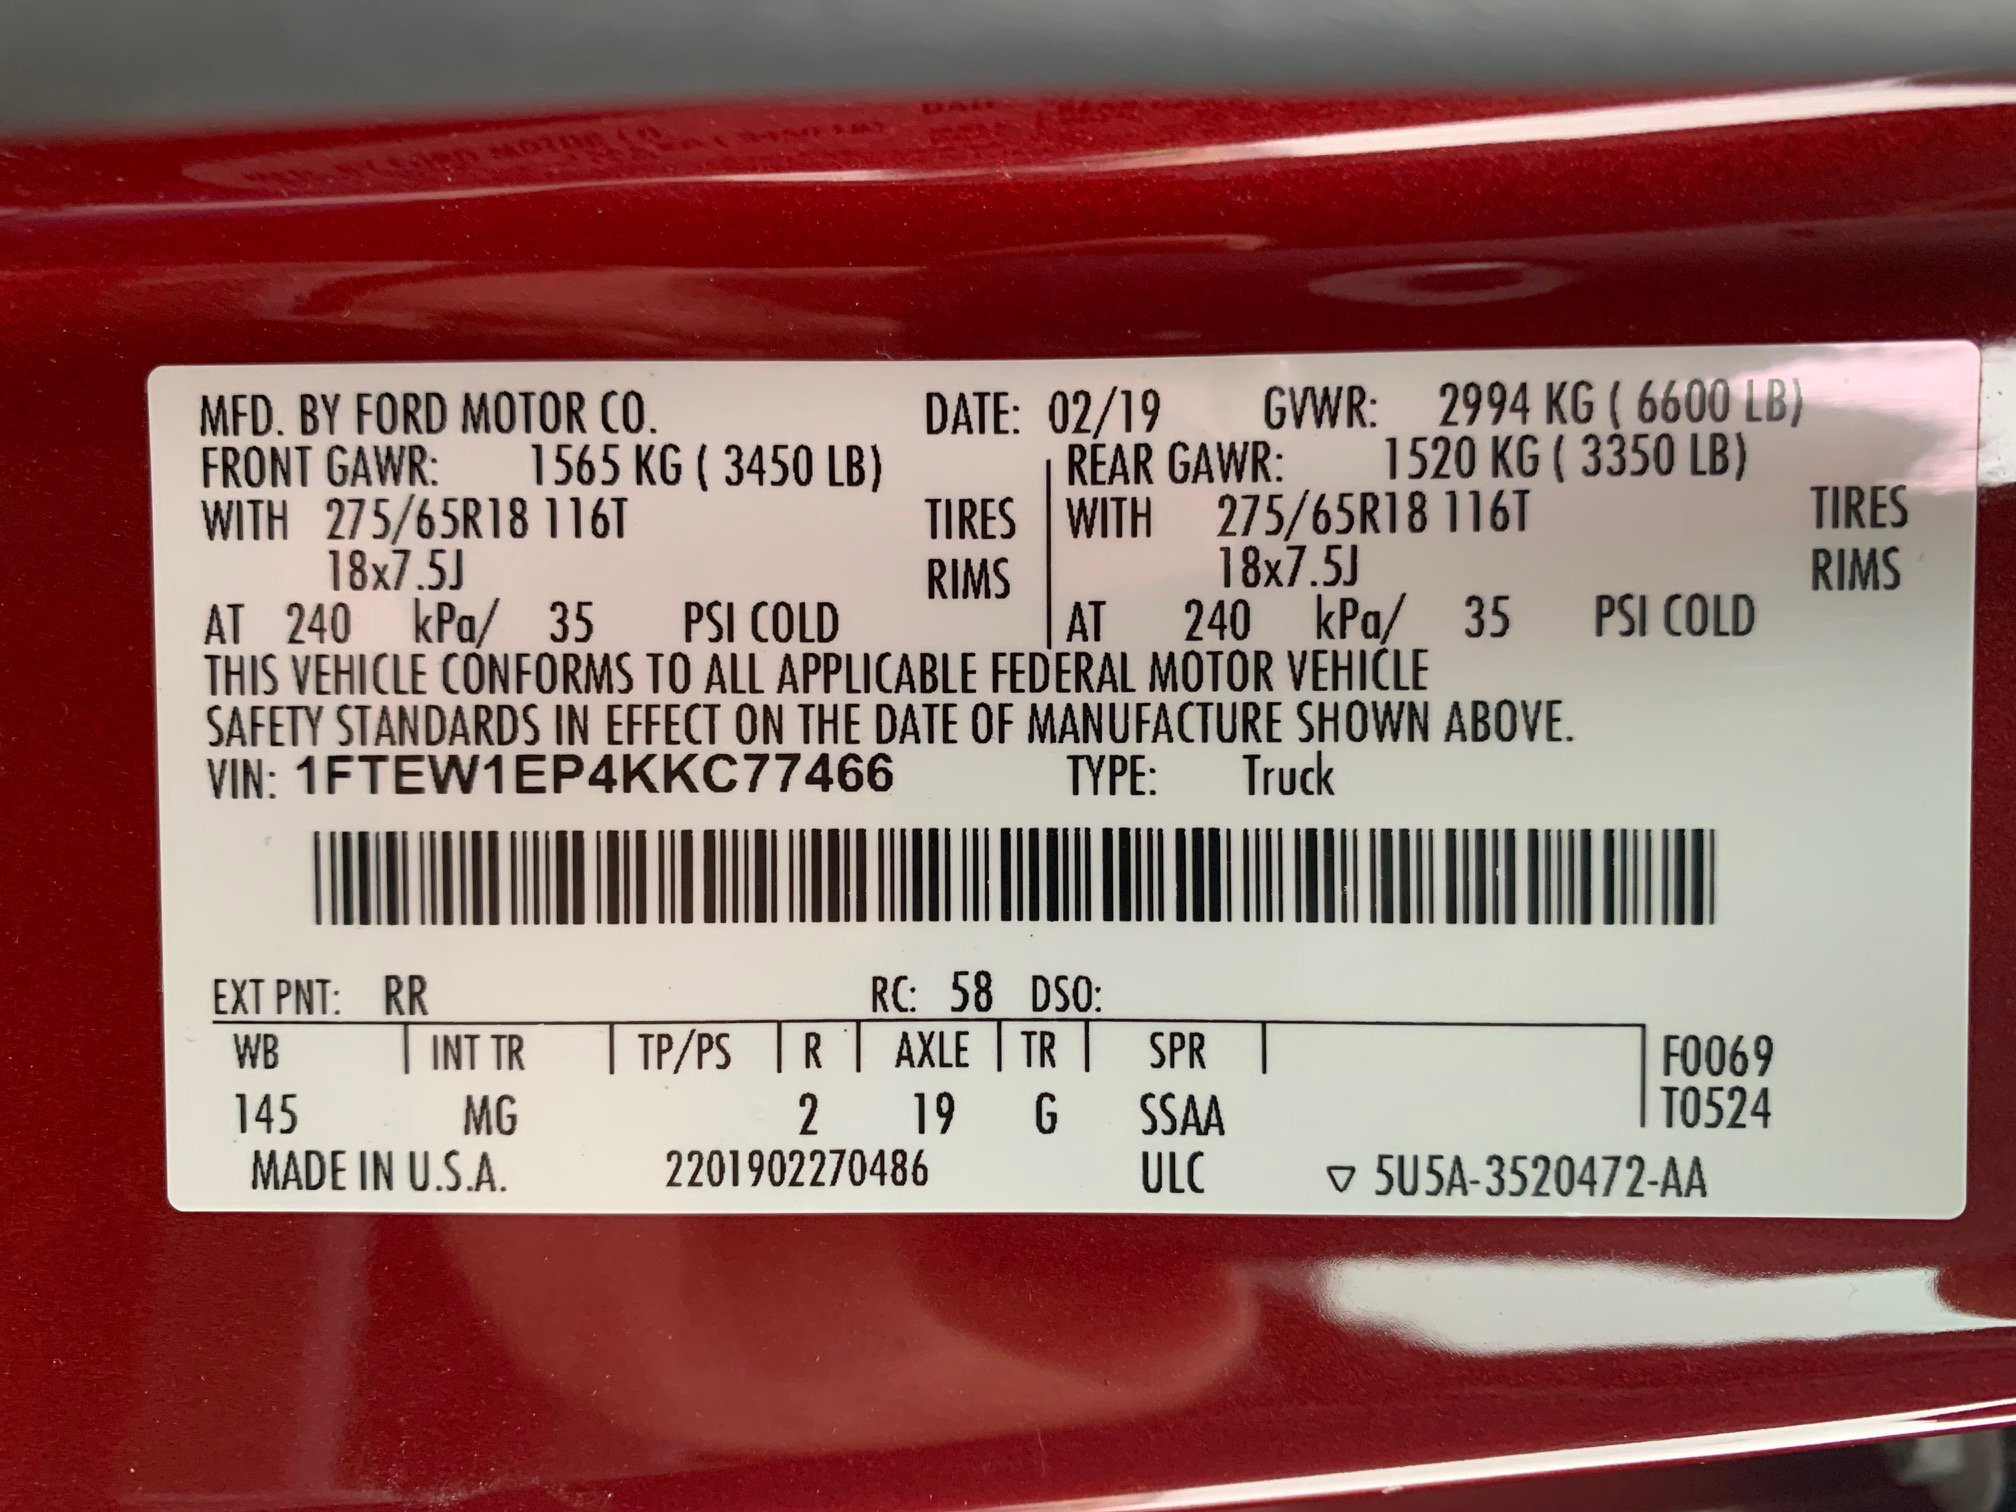 MFD. BY FORD MOTOR CO. DATE: 02/19 GVWR: 2994 KG ( 6600 LB)
FRONT GAWR: 1565 KG ( 3450 LB) REAR GAWR: 1520 KG ( 3350 LB)
WITH 275/65R18 116T TIRES WITH 275/65R18 116T TIRES
18x7.5J RIMS 18x7.5J RIMS
AT 240 kPa/ 35 PSI COLD AT 240 kPa/ 35 PSI COLD
THIS VEHICLE CONFORMS TO ALL APPLICABLE FEDERAL MOTOR VEHICLE
SAFETY STANDARDS IN EFFECT ON THE DATE OF MANUFACTURE SHOWN ABOVE.
VIN: 1FTEW1EP4KKC77466 TYPE: Truck
EXT PNT: RR RC: 58 DSO:
WB INT TR TP/PS R AXLE TR SPR F0069
145 MG 2 19 G SSAA T0524
MADE IN U.S.A. 2201902270486 ULC ▽ 5U5A-3520472-AA